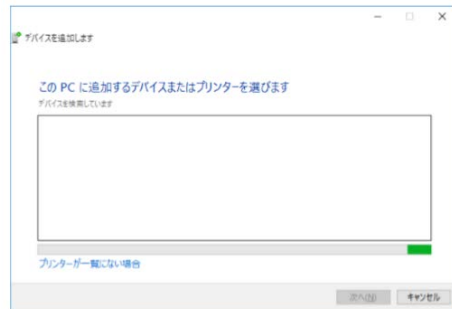 デバイスを追加します
この PC に追加するデバイスまたはプリンターを選びます
デバイスを検索しています
プリンターが一覧にない場合
次へ(N)
キャンセル